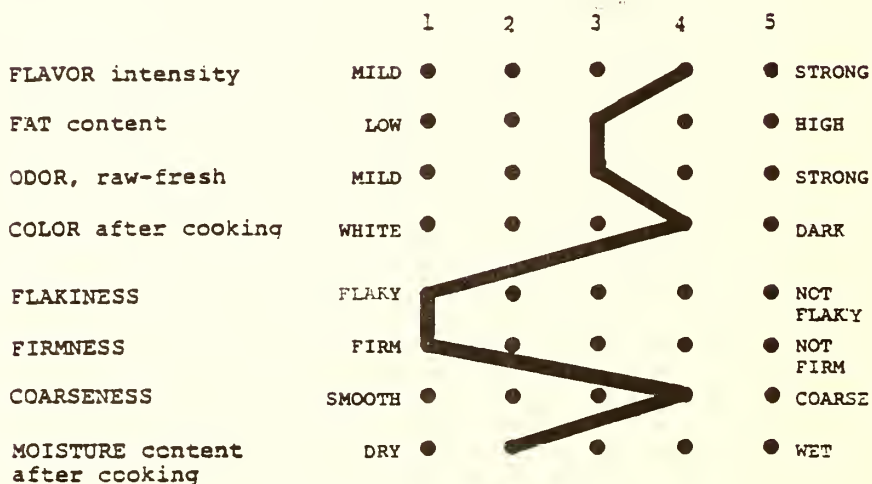 1 2 3 4 5
FLAVOR intensity MILD STRONG
FAT content LOW HIGH
ODOR, raw-fresh MILD STRONG
COLOR after cooking WHITE DARK
FLAKINESS FLAKY NOT
FLAKY
FIRMNESS FIRM NOT
FIRM
COARSENESS SMOOTH COARSE
MOISTURE content DRY WET
after cooking